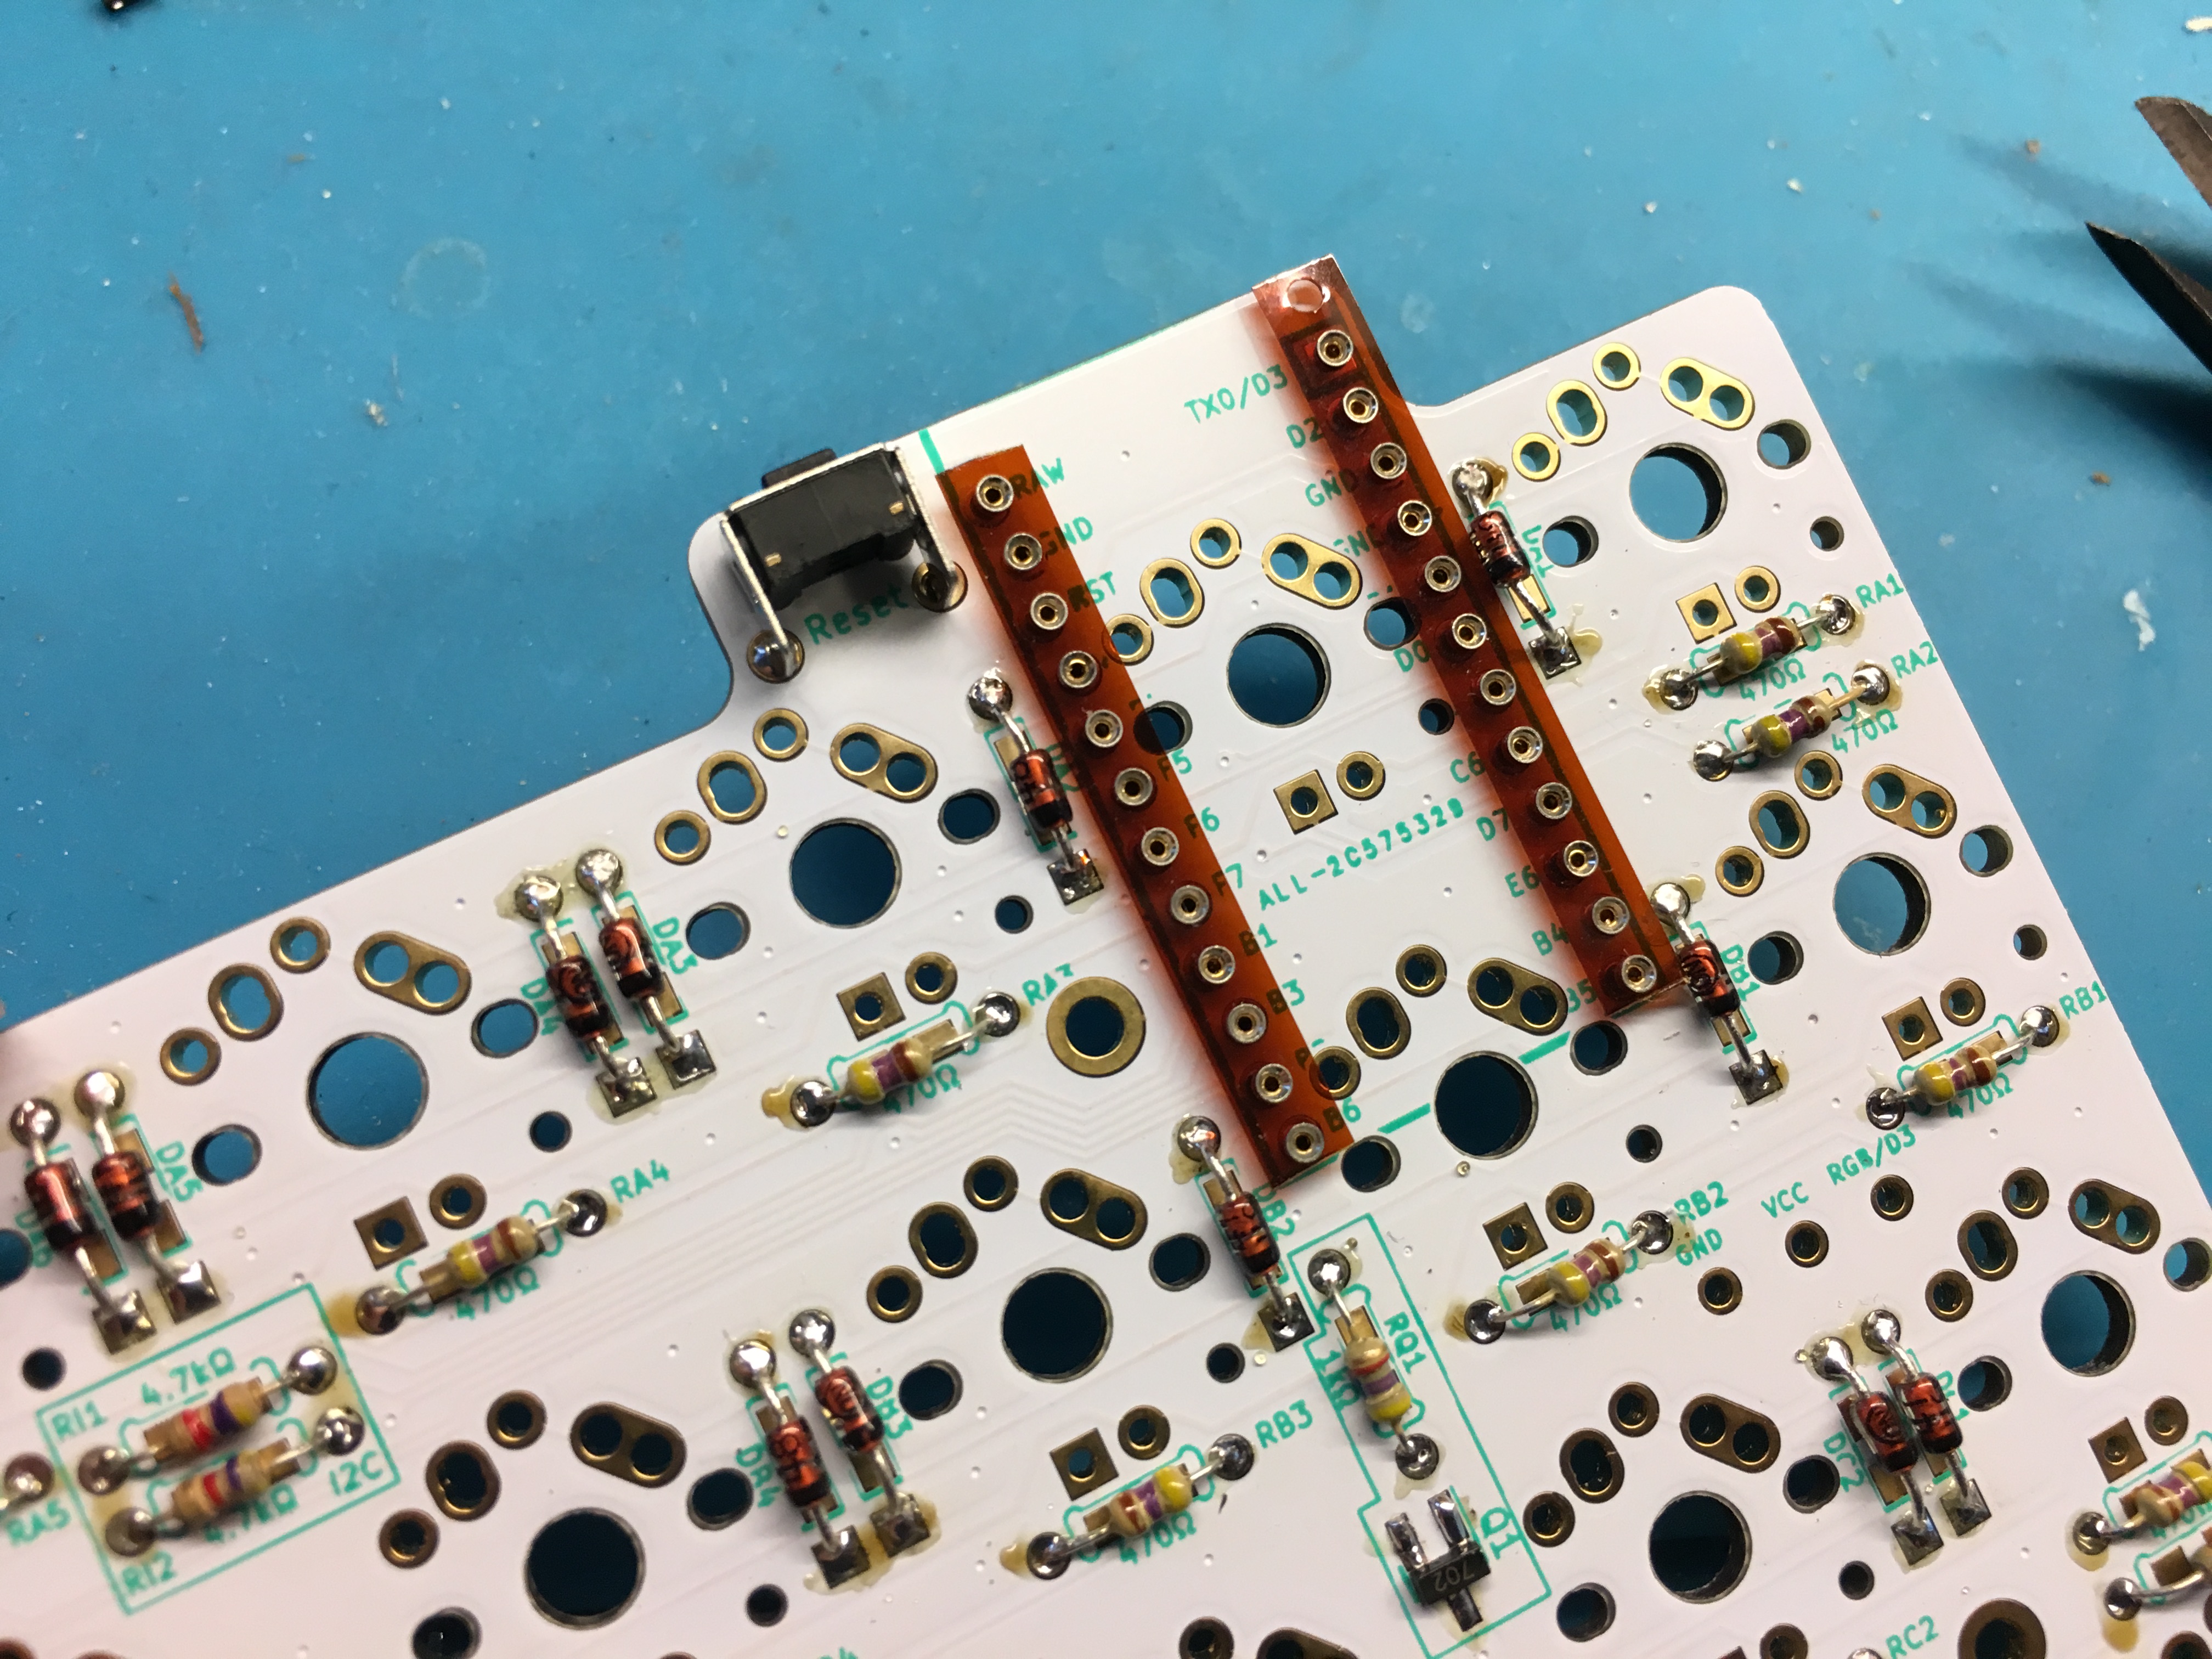 TX0/D3
D2
GND
GND
D0
C6
D7
E6
B4
B5
RAW
GND
RST
F5
F6
F7
B1
B3
B6
Reset
ALL-2C575329
RA1
470Ω
RA2
470Ω
DA3
DA4
DA5
RA3
470Ω
RA4
470Ω
DB1
RB1
470Ω
RGB/D3
VCC
GND
RB2
470Ω
DB2
RQ1
1kΩ
Q1
702
RB3
470Ω
DB3
DB4
4.7kΩ
RI1
4.7kΩ
I2C
RI2
RA5
DC2
RC2